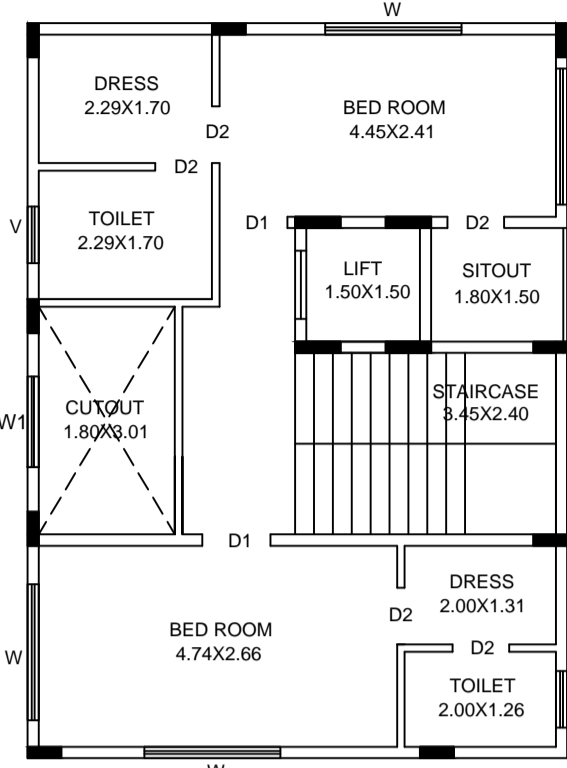 W
DRESS
2.29X1.70
BED ROOM
4.45X2.41
D2
D2
TOILET
2.29X1.70
V
D1
D2
LIFT
1.50X1.50
SITOUT
1.80X1.50
STAIRCASE
3.45X2.40
CUTOUT
1.80X3.01
W1
D1
DRESS
2.00X1.31
D2
BED ROOM
4.74X2.66
D2
W
TOILET
2.00X1.26
W